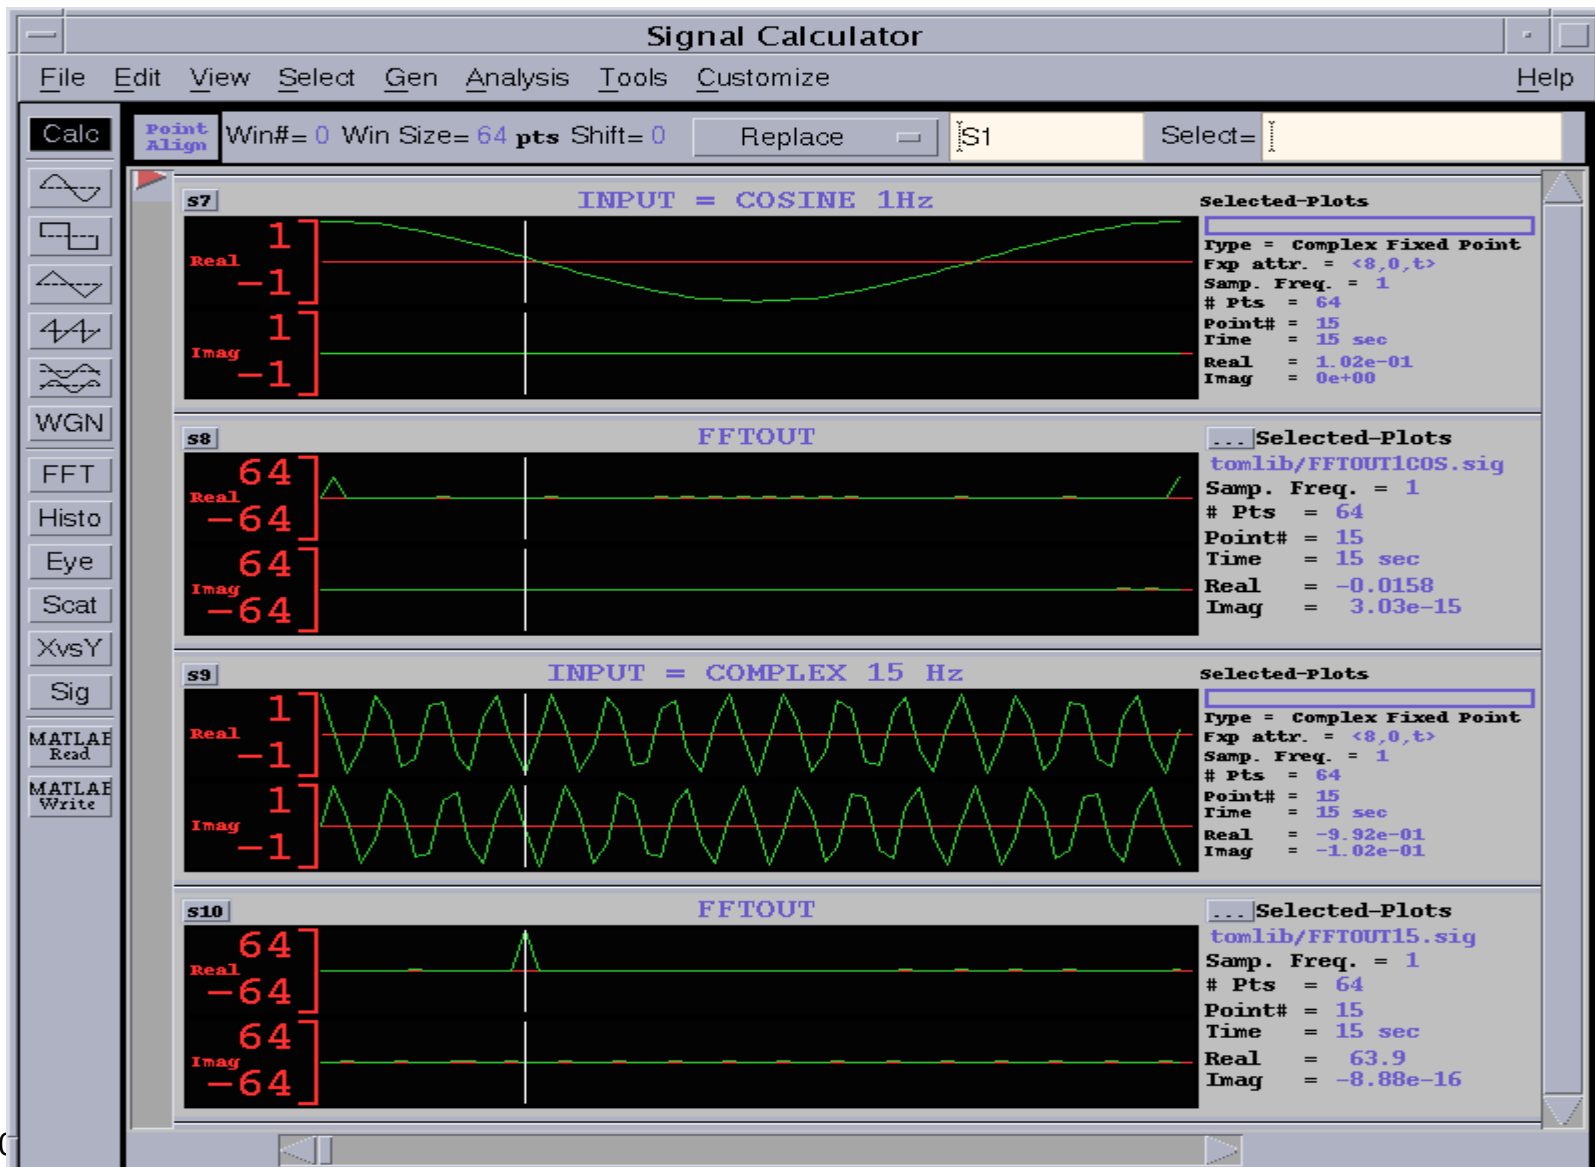 Signal Calculator
File Edit View Select Gen Analysis Tools Customize Help
Calc
Point Align
Win#= 0 Win Size= 64 pts Shift= 0
Replace
S1
Select=
WGN
FFT
Histo
Eye
Scat
XvsY
Sig
MATLAB
Read
MATLAB
Write
s7
INPUT = COSINE 1Hz
1
Real
-1
1
Imag
-1
Selected-Plots
Type = Complex Fixed Point
Fxp attr. = <8,0,t>
Samp. Freq. = 1
# Pts = 64
Point# = 15
Time = 15 sec
Real = 1.02e-01
Imag = 0e+00
s8
FFTOUT
64
Real
-64
64
Imag
-64
... Selected-Plots
tomlib/FFTOUT1COS.sig
Samp. Freq. = 1
# Pts = 64
Point# = 15
Time = 15 sec
Real = -0.0158
Imag = 3.03e-15
s9
INPUT = COMPLEX 15 Hz
1
Real
-1
1
Imag
-1
Selected-Plots
Type = Complex Fixed Point
Fxp attr. = <8,0,t>
Samp. Freq. = 1
# Pts = 64
Point# = 15
Time = 15 sec
Real = -9.92e-01
Imag = -1.02e-01
s10
FFTOUT
64
Real
-64
64
Imag
-64
... Selected-Plots
tomlib/FFTOUT15.sig
Samp. Freq. = 1
# Pts = 64
Point# = 15
Time = 15 sec
Real = 63.9
Imag = -8.88e-16